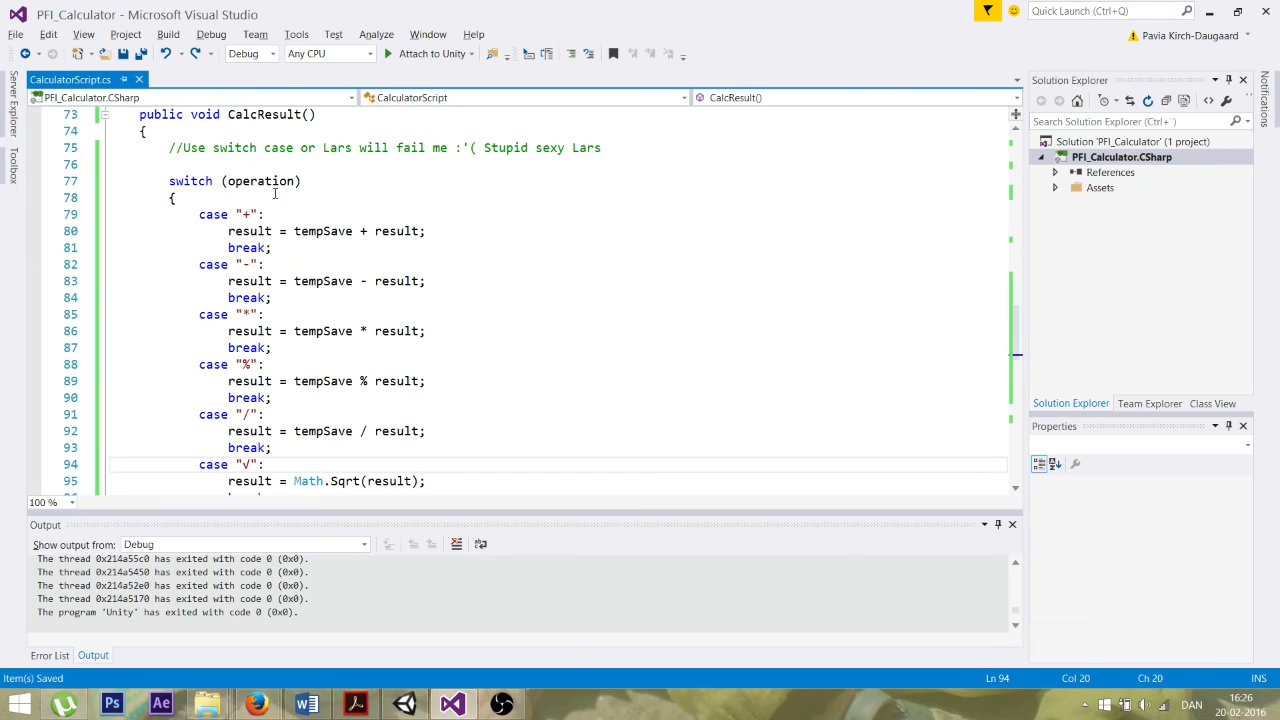 PFI_Calculator - Microsoft Visual Studio
Quick Launch (Ctrl+Q)
File Edit View Project Build Debug Team Tools Test Analyze Window Help
Pavia Kirch-Daugaard
Debug Any CPU Attach to Unity
Server Explorer
Toolbox
CalculatorScript.cs
PFI_Calculator.CSharp CalculatorScript CalcResult()
73 public void CalcResult()
74 {
75 //Use switch case or Lars will fail me :'( Stupid sexy Lars
76
77 switch (operation)
78 {
79 case "+":
80 result = tempSave + result;
81 break;
82 case "-":
83 result = tempSave - result;
84 break;
85 case "*":
86 result = tempSave * result;
87 break;
88 case "%":
89 result = tempSave % result;
90 break;
91 case "/":
92 result = tempSave / result;
93 break;
94 case "√":
95 result = Math.Sqrt(result);
100 %
Solution Explorer
Search Solution Explorer (Ctrl+¨)
Solution 'PFI_Calculator' (1 project)
PFI_Calculator.CSharp
References
Assets
Solution Explorer Team Explorer Class View
Properties
Notifications
Output
Show output from: Debug
The thread 0x214a55c0 has exited with code 0 (0x0).
The thread 0x214a5450 has exited with code 0 (0x0).
The thread 0x214a52e0 has exited with code 0 (0x0).
The thread 0x214a5170 has exited with code 0 (0x0).
The program 'Unity' has exited with code 0 (0x0).
Error List Output
Item(s) Saved Ln 94 Col 20 Ch 20 INS
Ps Ae
DAN
16:26
20-02-2016